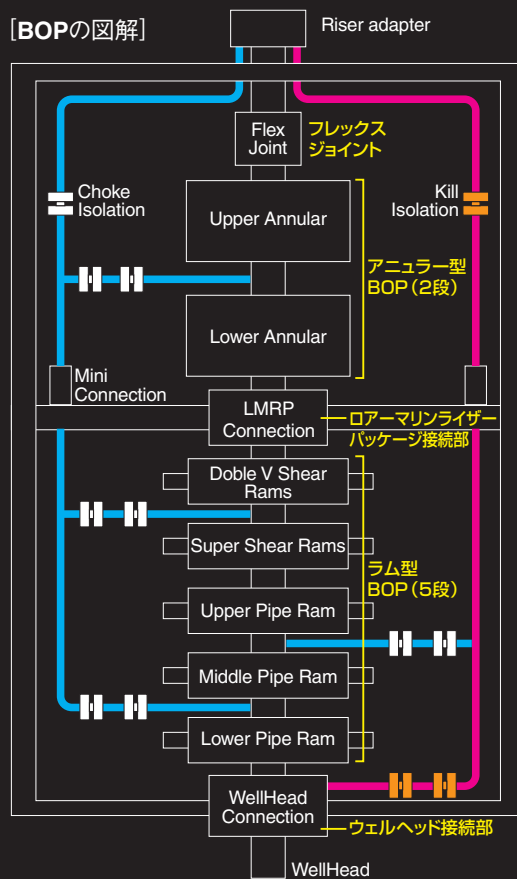 [BOPの図解]
Riser adapter
Flex
Joint
フレックス
ジョイント
Choke
Isolation
Kill
Isolation
Upper Annular
アニュラー型
BOP（2段）
Lower Annular
Mini
Connection
LMRP
Connection
ロアーマリンライザー
パッケージ接続部
Doble V Shear
Rams
Super Shear Rams
ラム型
BOP（5段）
Upper Pipe Ram
Middle Pipe Ram
Lower Pipe Ram
WellHead
Connection
ウェルヘッド接続部
WellHead